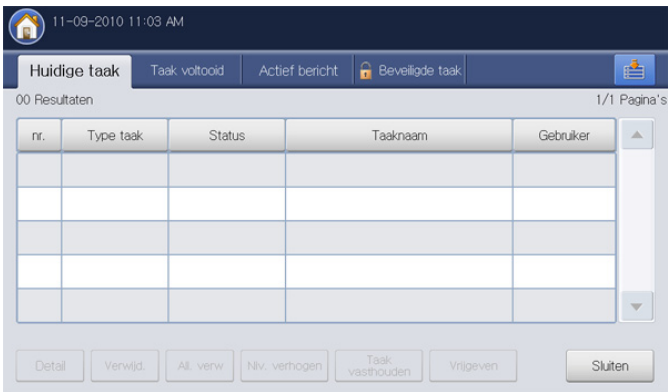 11-09-2010 11:03 AM
Huidige taak Taak voltooid Actief bericht Beveiligde taak
00 Resultaten 1/1 Pagina's
nr. Type taak Status Taaknaam Gebruiker
Detail Verwijd. All. verw Niv. verhogen Taak vasthouden Vrijgeven Sluiten